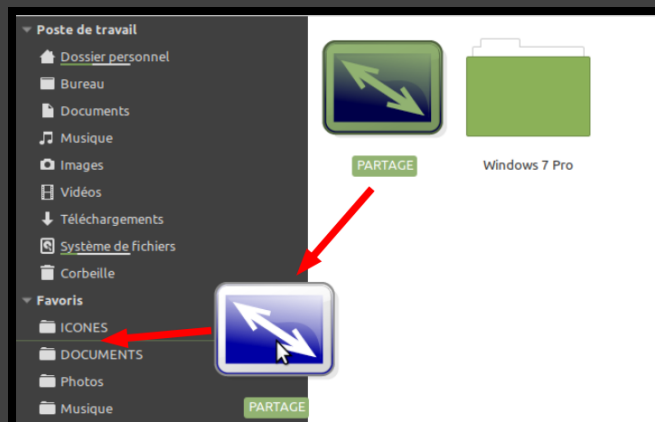 Poste de travail
Dossier personnel
Bureau
Documents
Musique
Images
Vidéos
Téléchargements
Système de fichiers
Corbeille
Favoris
ICONES
DOCUMENTS
Photos
Musique
PARTAGE
Windows 7 Pro
PARTAGE